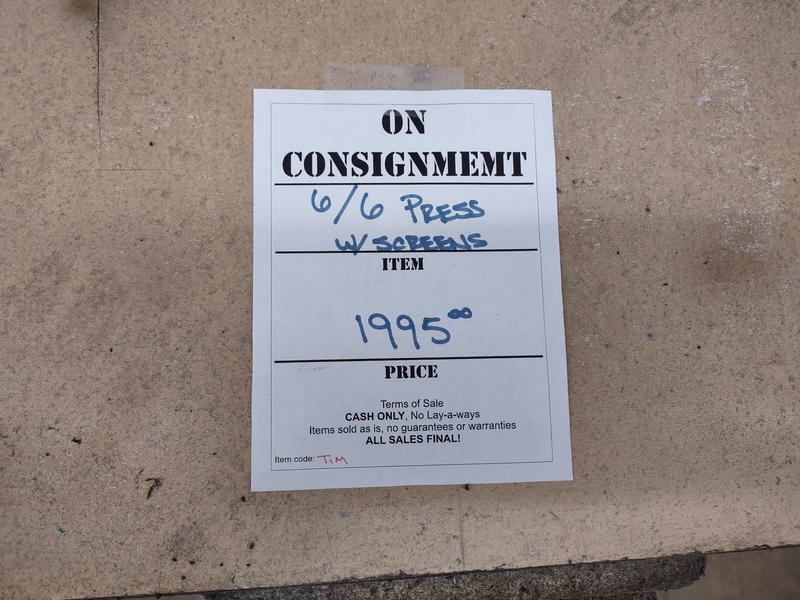 ON
CONSIGNMEMT
6/6 PRESS
W/ SCREENS
ITEM
1995⁰⁰
PRICE
Terms of Sale
CASH ONLY, No Lay-a-ways
Items sold as is, no guarantees or warranties
ALL SALES FINAL!
Item code: TIM